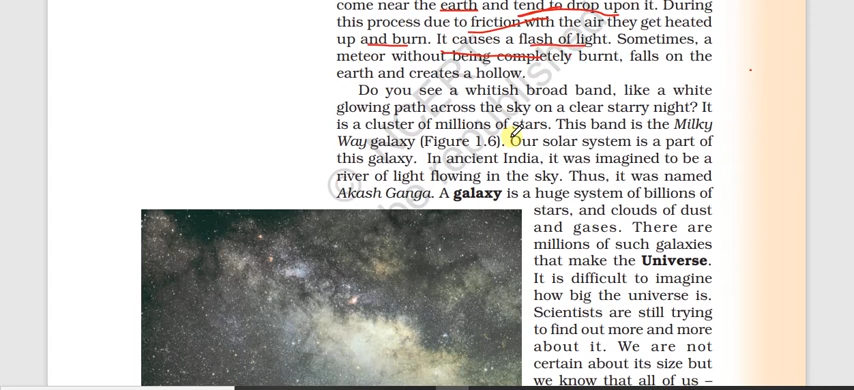 come near the earth and tend to drop upon it. During
this process due to friction with the air they get heated
up and burn. It causes a flash of light. Sometimes, a
meteor without being completely burnt, falls on the
earth and creates a hollow.
Do you see a whitish broad band, like a white
glowing path across the sky on a clear starry night? It
is a cluster of millions of stars. This band is the Milky
Way galaxy (Figure 1.6). Our solar system is a part of
this galaxy. In ancient India, it was imagined to be a
river of light flowing in the sky. Thus, it was named
Akash Ganga. A galaxy is a huge system of billions of
stars, and clouds of dust
and gases. There are
millions of such galaxies
that make the Universe.
It is difficult to imagine
how big the universe is.
Scientists are still trying
to find out more and more
about it. We are not
certain about its size but
we know that all of us –
© NCERT
be republished